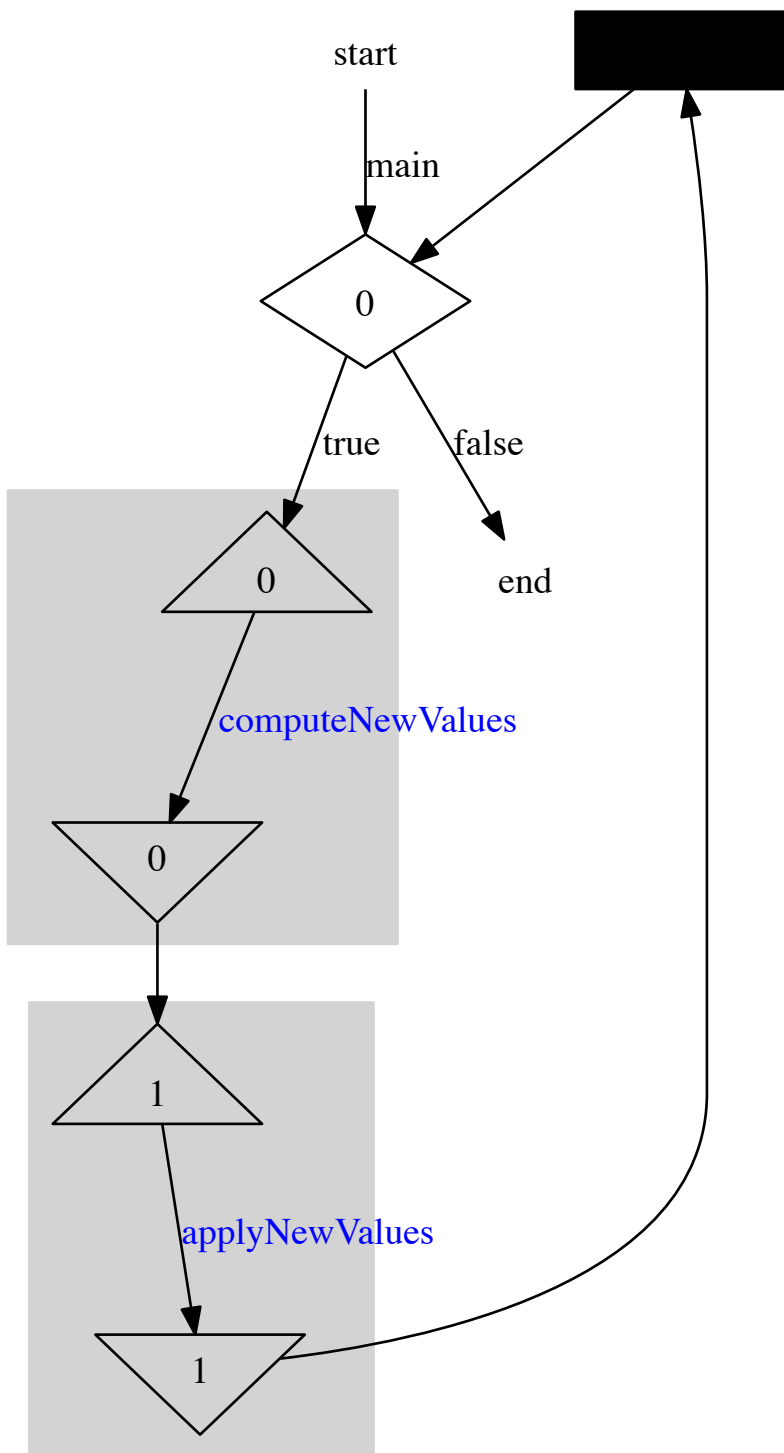 start
main
0
true
false
0
end
computeNewValues
0
1
applyNewValues
1